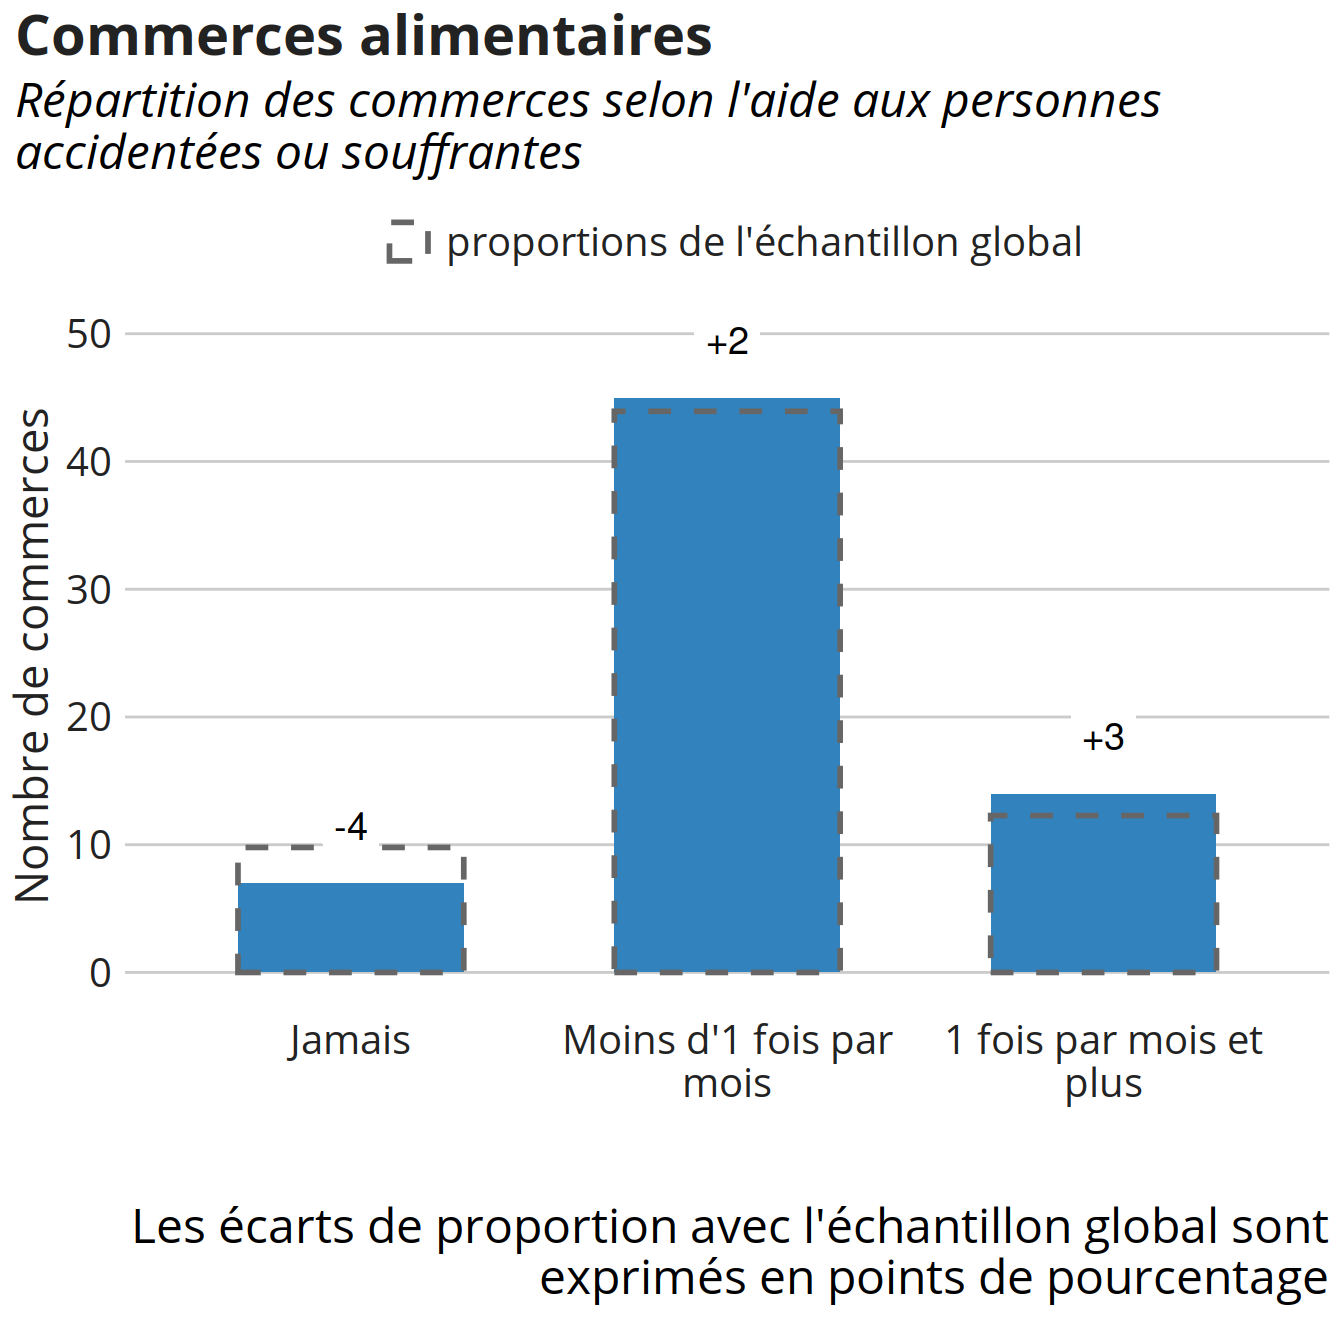 Commerces alimentaires
Répartition des commerces selon l'aide aux personnes
accidentées ou souffrantes
proportions de l'échantillon global
Nombre de commerces
50
40
30
20
10
0
-4
+2
+3
Jamais
Moins d'1 fois par
mois
1 fois par mois et
plus
Les écarts de proportion avec l'échantillon global sont
exprimés en points de pourcentage